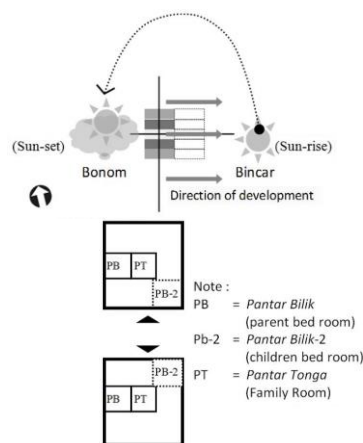 (Sun-set)
(Sun-rise)
Bonom
Bincar
Direction of development
PB PT
PB-2
Note :
PB = Pantar Bilik
(parent bed room)
Pb-2 = Pantar Bilik-2
(children bed room)
PT = Pantar Tonga
(Family Room)
PB-2
PB PT